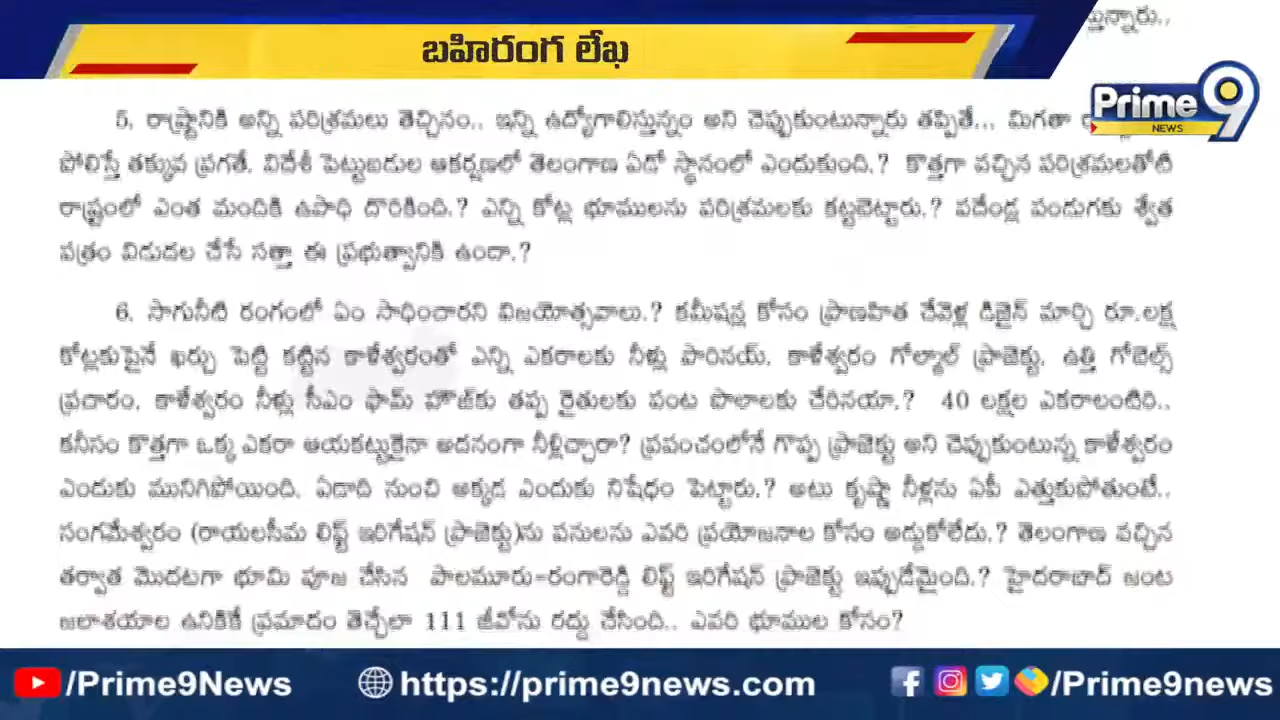 స్తున్నారు..
బహిరంగ లేఖ
Prime9
NEWS
5. రాష్ట్రానికి అన్ని పరిశ్రమలు తెచ్చినం.. ఇన్ని ఉద్యోగాలిస్తున్నం అని చెప్పుకుంటున్నారు తప్పితే... మిగతా
పోలిస్తే తక్కువ ప్రగతే. విదేశీ పెట్టుబడుల ఆకర్షణలో తెలంగాణ ఏడో స్థానంలో ఎందుకుంది.? కొత్తగా వచ్చిన పరిశ్రమలతోటి
రాష్ట్రంలో ఎంత మందికి ఉపాధి దొరికింది.? ఎన్ని కోట్ల భూములను పరిశ్రమలకు కట్టబెట్టారు.? పదేండ్ల పండుగకు శ్వేత
పత్రం విడుదల చేసే సత్తా ఈ ప్రభుత్వానికి ఉందా.?
6. సాగునీటి రంగంలో ఏం సాధించారని విజయోత్సవాలు.? కమీషన్ల కోసం ప్రాణహిత చేవెళ్ల డిజైన్ మార్చి రూ.లక్ష
కోట్లకుపైనే ఖర్చు పెట్టి కట్టిన కాళేశ్వరంతో ఎన్ని ఎకరాలకు నీళ్లు పారినయ్. కాళేశ్వరం గోల్మాల్ ప్రాజెక్టు. ఉత్తి గోబెల్స్
ప్రచారం. కాళేశ్వరం నీళ్లు సీఎం ఫామ్ హౌజ్‌కు తప్ప రైతులకు పంట పొలాలకు చేరినయా.? 40 లక్షల ఎకరాలంటిరి..
కనీసం కొత్తగా ఒక్క ఎకరా ఆయకట్టుకైనా అదనంగా నీళ్లిచ్చారా? ప్రపంచంలోనే గొప్ప ప్రాజెక్టు అని చెప్పుకుంటున్న కాళేశ్వరం
ఎందుకు మునిగిపోయింది. ఏడాది నుంచి అక్కడ ఎందుకు నిషేధం పెట్టారు.? అటు కృష్ణా నీళ్లను ఏపీ ఎత్తుకుపోతుంటే..
సంగమేశ్వరం (రాయలసీమ లిఫ్ట్ ఇరిగేషన్ ప్రాజెక్టు)ను పనులను ఎవరి ప్రయోజనాల కోసం అడ్డుకోలేదు.? తెలంగాణ వచ్చిన
తర్వాత మొదటగా భూమి పూజ చేసిన పాలమూరు-రంగారెడ్డి లిఫ్ట్ ఇరిగేషన్ ప్రాజెక్టు ఇప్పుడేమైంది.? హైదరాబాద్ జంట
జలాశయాల ఉనికికే ప్రమాదం తెచ్చేలా 111 జీవోను రద్దు చేసింది.. ఎవరి భూముల కోసం?
/Prime9News https://prime9news.com /Prime9news